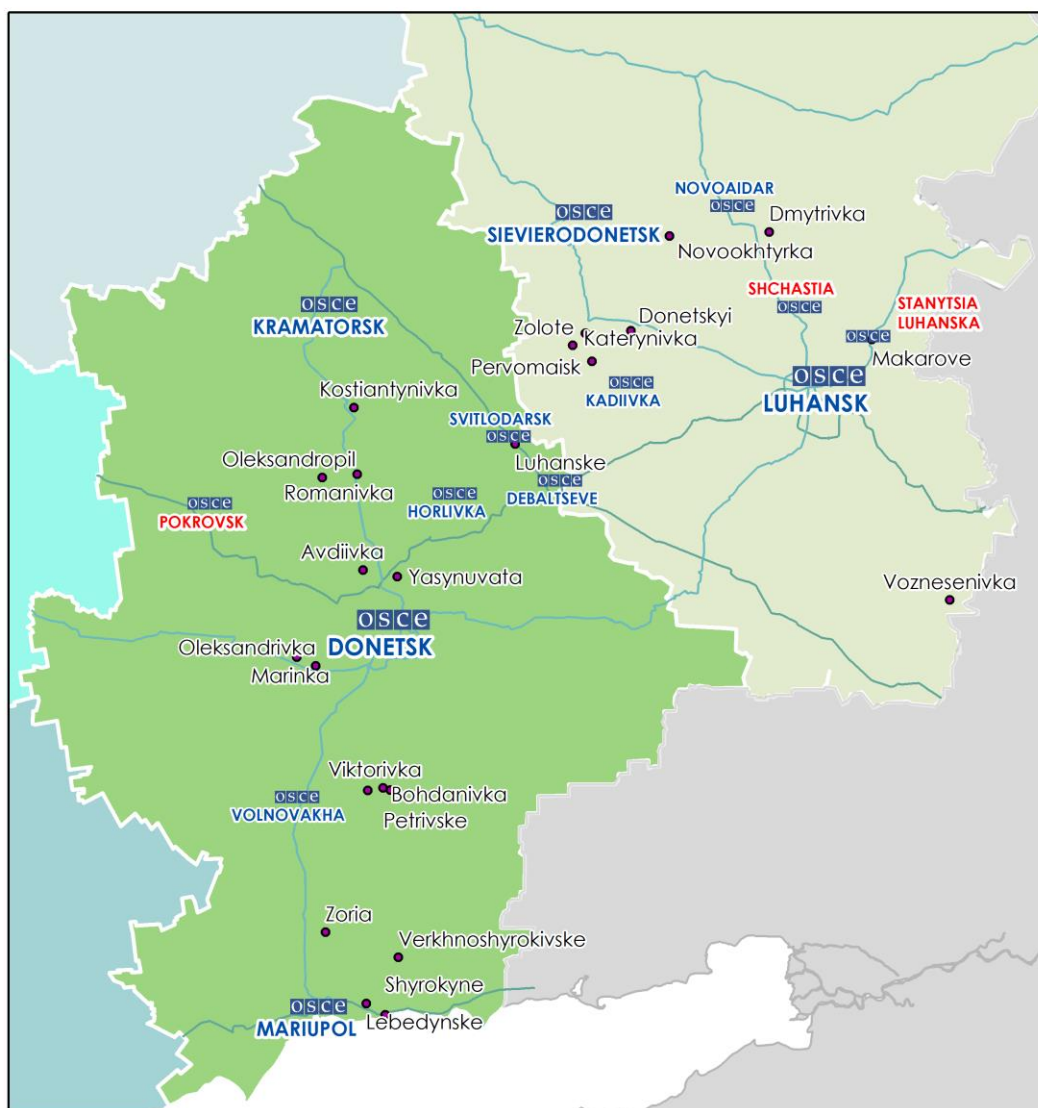 NOVOAIDAR
osce
Dmytrivka
osce
SIEVIERODONETSK
Novookhtyrka
osce
KRAMATORSK
SHCHASTIA
osce
STANYTSIA
LUHANSKA
osce
Makarove
Donetskyi
Zolote
Katerynivka
Pervomaisk
osce
KADIIVKA
osce
LUHANSK
Kostiantynivka
SVITLODARSK
osce
Luhanske
osce
DEBALTSEVE
Oleksandropil
Romanivka
osce
HORLIVKA
osce
POKROVSK
Avdiivka
Yasynuvata
Voznesenivka
osce
DONETSK
Oleksandrivka
Marinka
Viktorivka
Bohdanivka
Petrivske
osce
VOLNOVAKHA
Zoria
Verkhnoshyrokivske
Shyrokyne
Lebedynske
osce
MARIUPOL